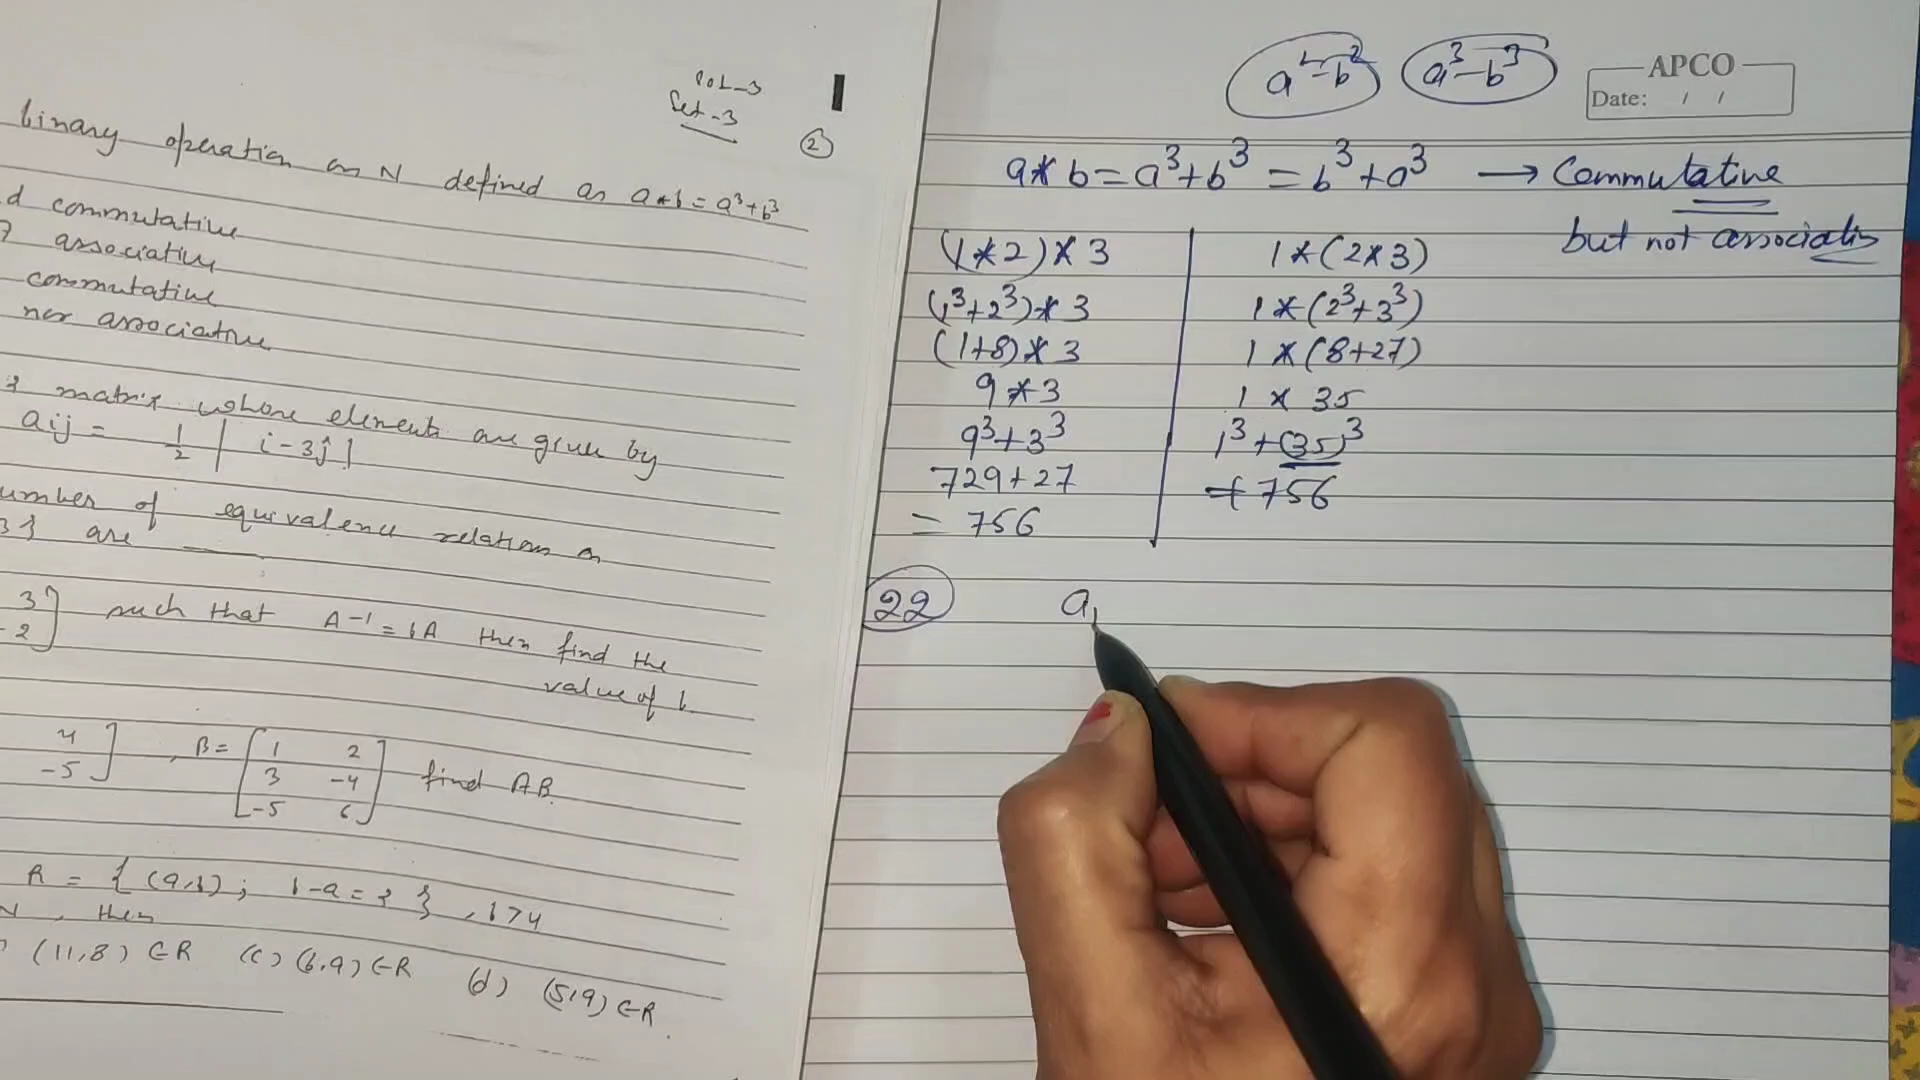 Set-3
2
binary operation on N defined as a*b=a³+b³
d commutative
associative
commutative
nor associative
matrix whose elements are given by
aij = 1/2 | i-3j |
umber of equivalence relations on
3} are
3
-2 ] such that A⁻¹=kA then find the
value of k
4
-5 ] , B= [ 1 2
3 -4
-5 6 ] find AB.
R = { (a,b); b-a=3 } , b>4
N, then
(11,8) ∈R (c) (6,9)∈R (d) (5,9)∈R.
a²-b² a³-b³
APCO
Date: / /
a*b=a³+b³ = b³+a³ → Commutative
but not associativ
(1*2)*3 1*(2*3)
(1³+2³)*3 1*(2³+3³)
(1+8)*3 1*(8+27)
9*3 1*35
9³+3³ 1³+(35)³
729+27 ≠756
=756
22 a